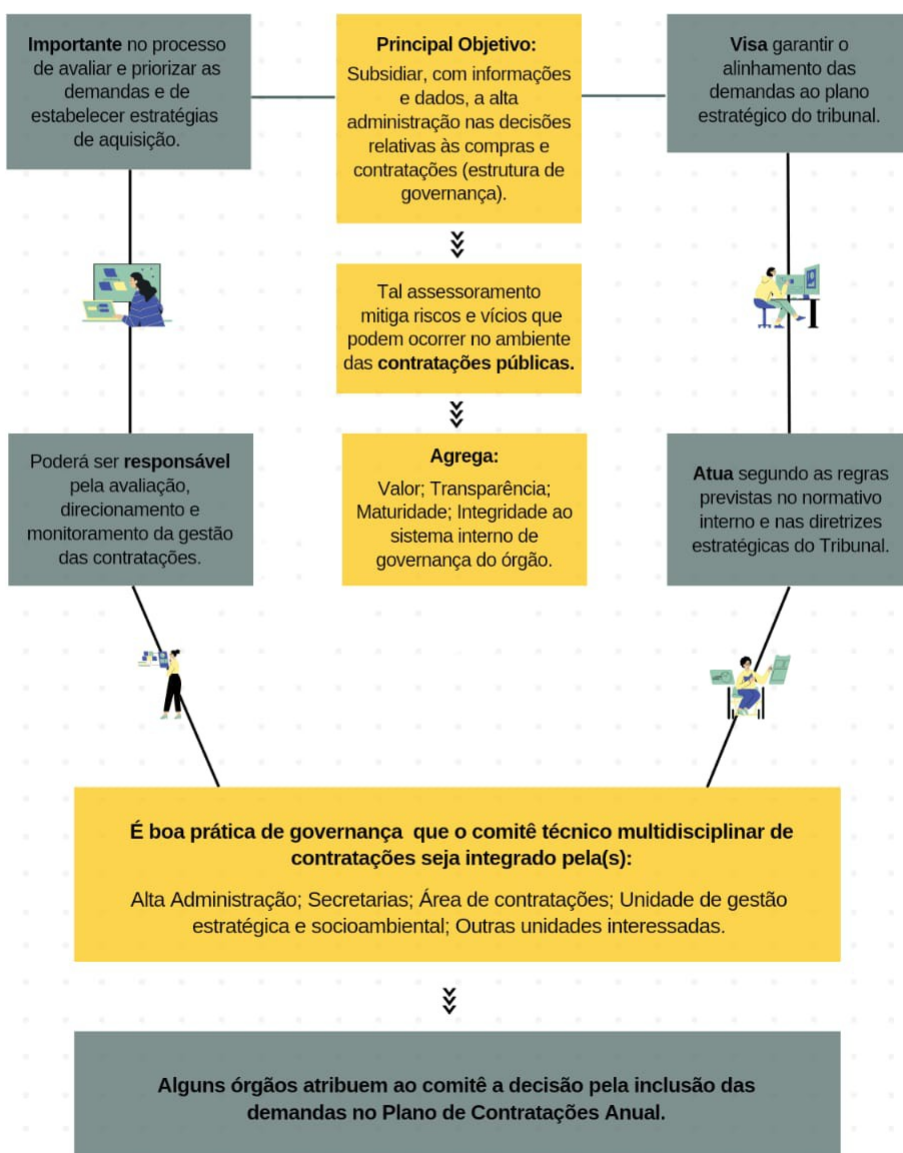 Importante no processo
de avaliar e priorizar as
demandas e de
estabelecer estratégias
de aquisição.
Principal Objetivo:
Subsidiar, com informações
e dados, a alta
administração nas decisões
relativas às compras e
contratações (estrutura de
governança).
Visa garantir o
alinhamento das
demandas ao plano
estratégico do tribunal.
Tal assessoramento
mitiga riscos e vícios que
podem ocorrer no ambiente
das contratações públicas.
Poderá ser responsável
pela avaliação,
direcionamento e
monitoramento da gestão
das contratações.
Agrega:
Valor; Transparência;
Maturidade; Integridade ao
sistema interno de
governança do órgão.
Atua segundo as regras
previstas no normativo
interno e nas diretrizes
estratégicas do Tribunal.
É boa prática de governança que o comitê técnico multidisciplinar de
contratações seja integrado pela(s):
Alta Administração; Secretarias; Área de contratações; Unidade de gestão
estratégica e socioambiental; Outras unidades interessadas.
Alguns órgãos atribuem ao comitê a decisão pela inclusão das
demandas no Plano de Contratações Anual.